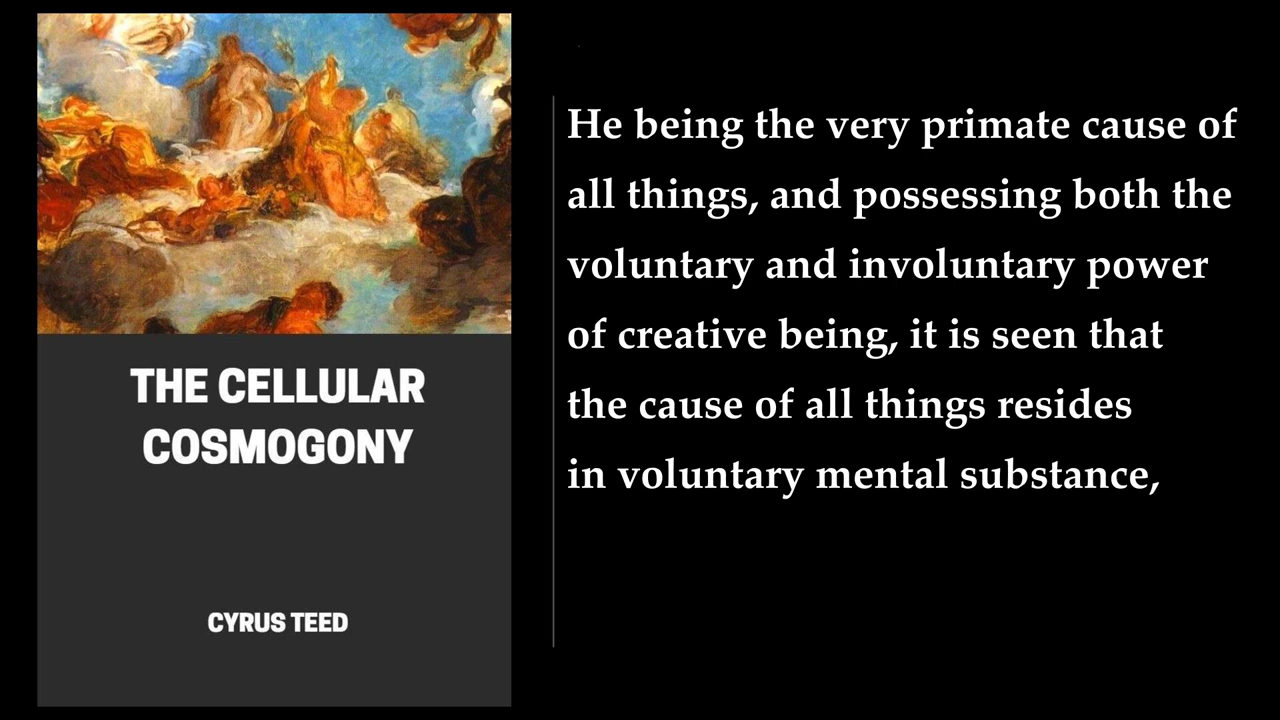 THE CELLULAR
COSMOGONY
CYRUS TEED
He being the very primate cause of
all things, and possessing both the
voluntary and involuntary power
of creative being, it is seen that
the cause of all things resides
in voluntary mental substance,